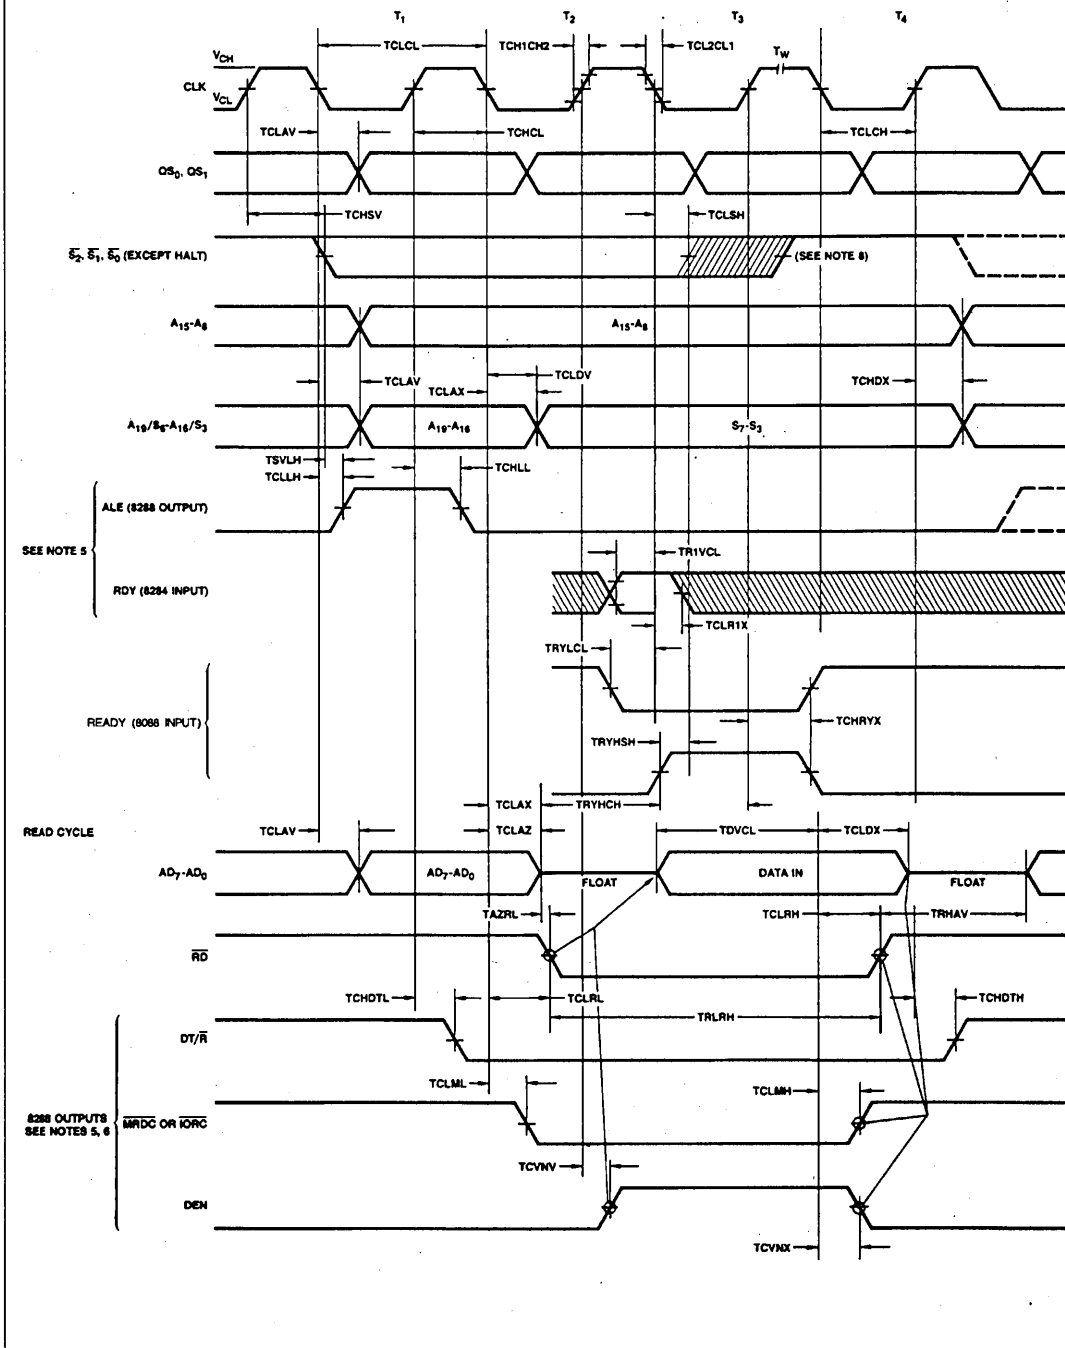 T1 T2 T3 T4
TCLCL TCH1CH2 TCL2CL1
VCH TW
CLK
VCL
TCLAV TCHCL TCLCH
QS0, QS1
TCHSV TCLSH
S2, S1, S0 (EXCEPT HALT) (SEE NOTE 8)
A15-A8 A15-A8
TCLAV TCLDV TCHDX
TCLAX
A19/S6-A16/S3 A19-A16 S7-S3
TSVLH TCHLL
TCLLH
ALE (8288 OUTPUT)
SEE NOTE 5
TR1VCL
RDY (8284 INPUT)
TCLR1X
TRYLCL
READY (8088 INPUT) TCHRYX
TRYHSH
TCLAX TRYHCH
READ CYCLE TCLAV TCLAZ TDVCL TCLDX
AD7-AD0 AD7-AD0 FLOAT DATA IN FLOAT
TAZRL TCLRH TRHAV
RD
TCHDTL TCLRL TRLRH TCHDTH
DT/R
TCLML TCLMH
8288 OUTPUTS
SEE NOTES 5, 6
MRDC OR IORC
TCVNV
DEN
TCVNX